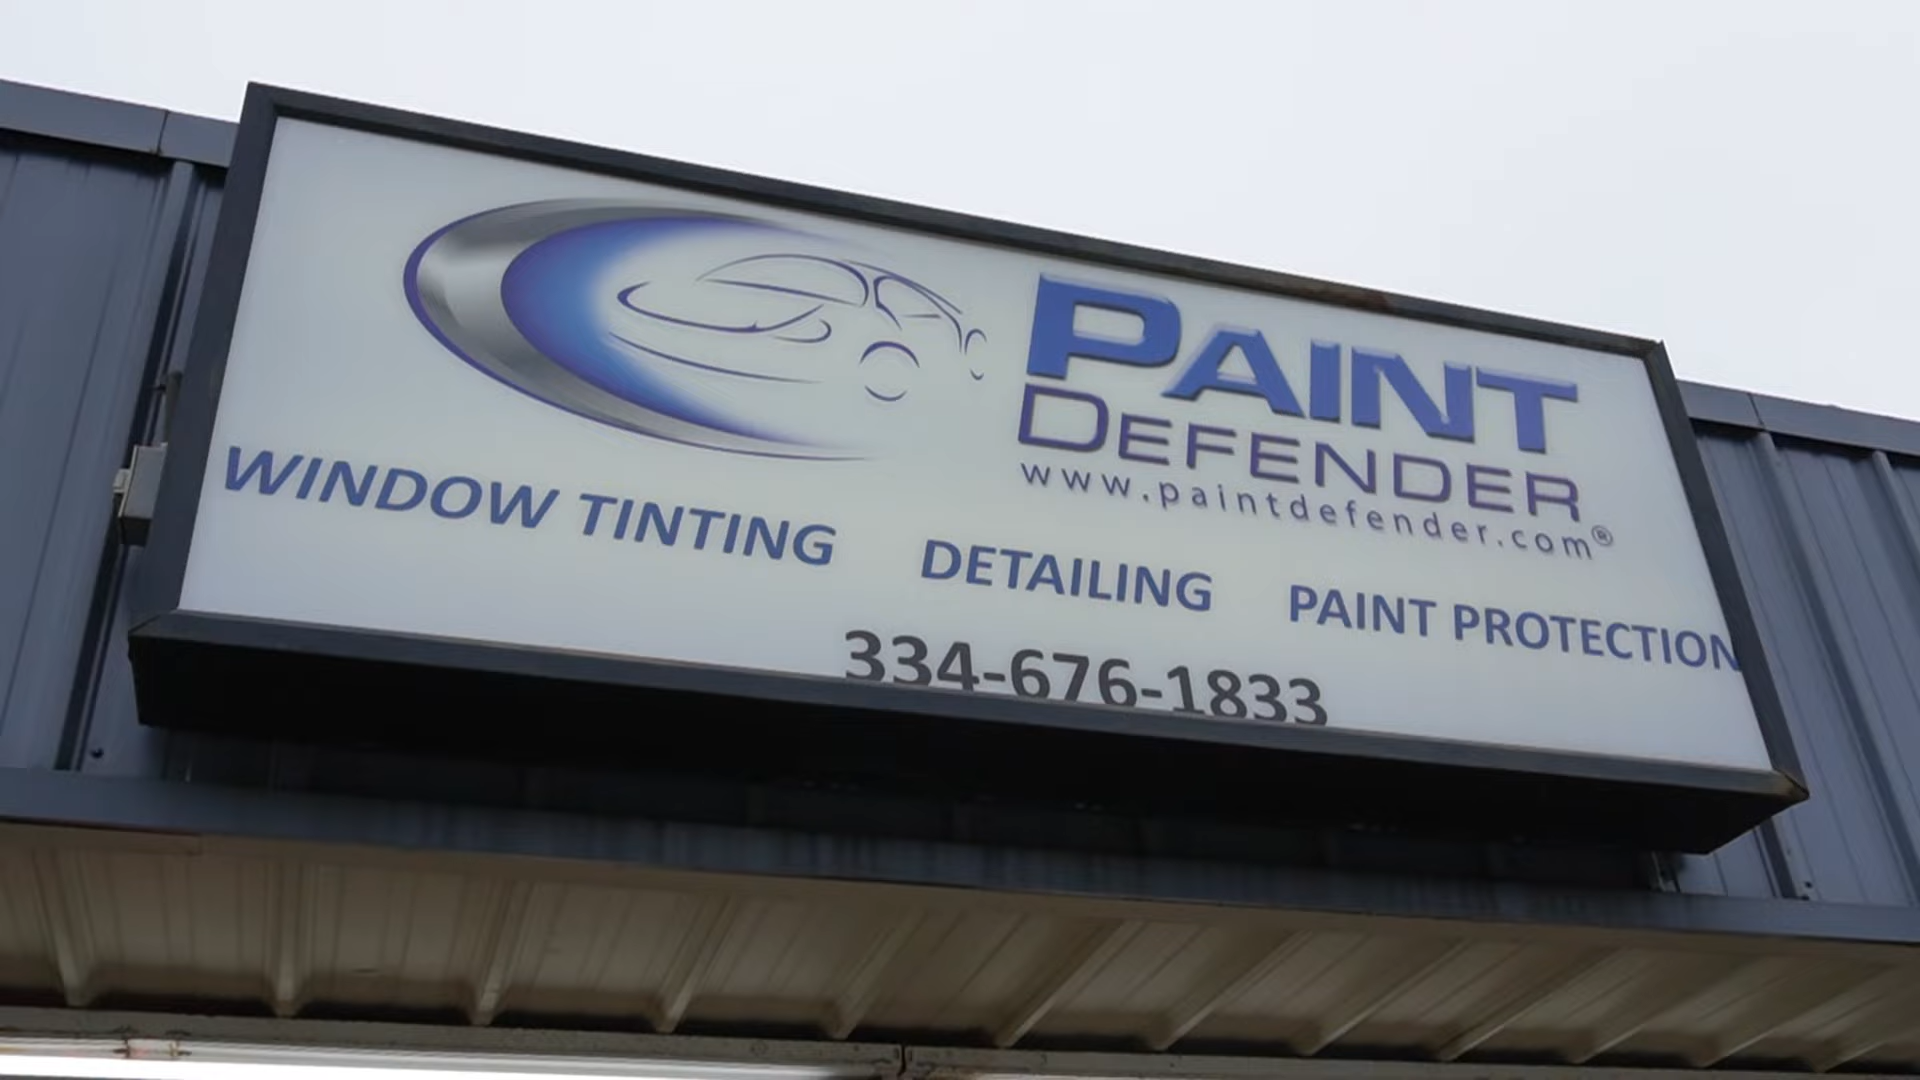 PAINT
DEFENDER
www.paintdefender.com®
WINDOW TINTING DETAILING PAINT PROTECTION
334-676-1833